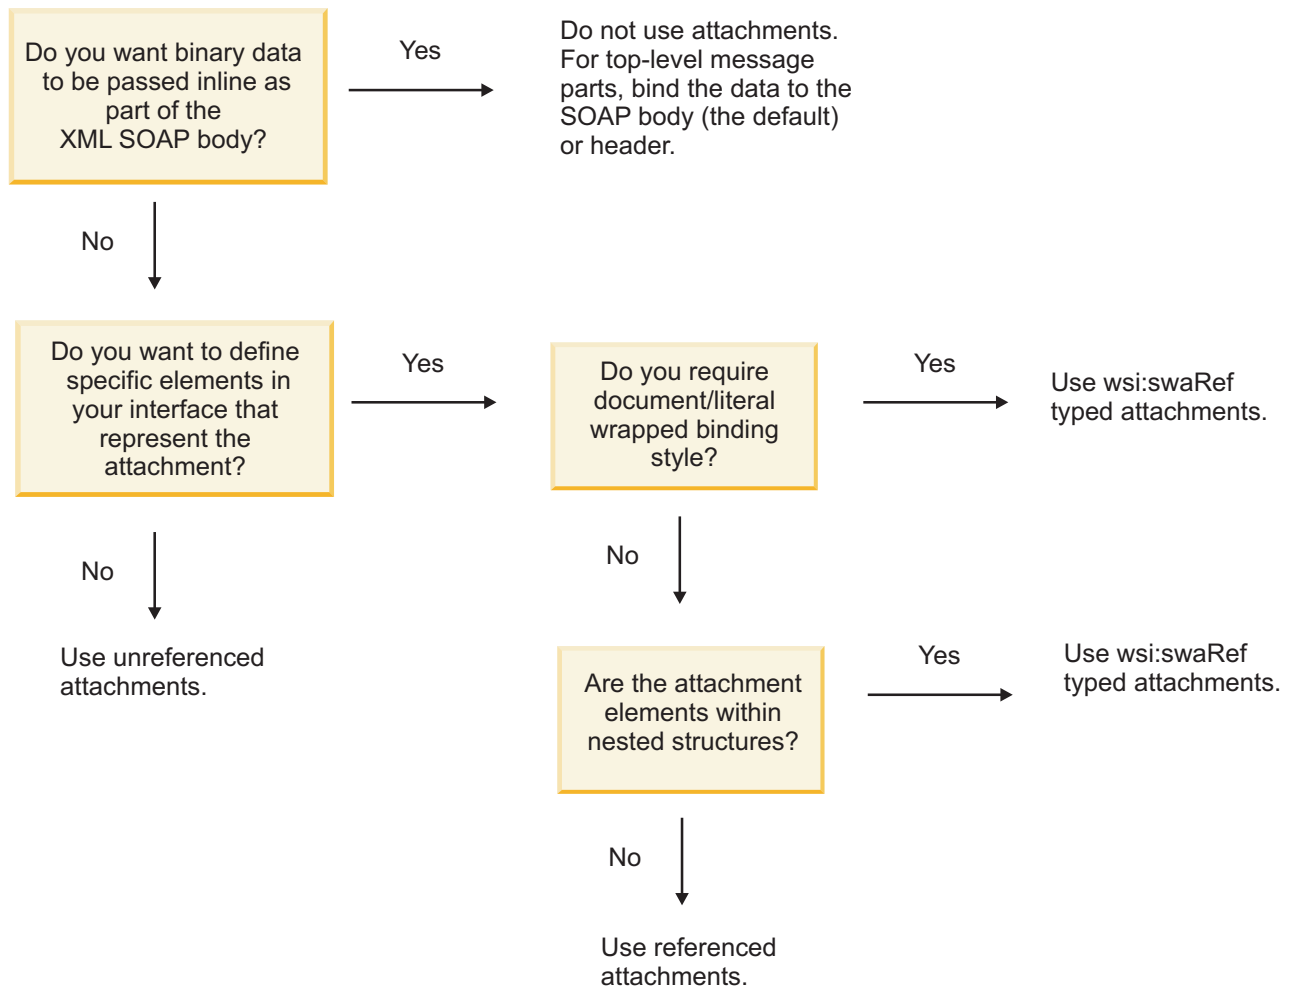 Do you want binary data
to be passed inline as
part of the
XML SOAP body?
Yes
Do not use attachments.
For top-level message
parts, bind the data to the
SOAP body (the default)
or header.
No
Do you want to define
specific elements in
your interface that
represent the
attachment?
Yes
Do you require
document/literal
wrapped binding
style?
Yes
Use wsi:swaRef
typed attachments.
No
Use unreferenced
attachments.
No
Are the attachment
elements within
nested structures?
Yes
Use wsi:swaRef
typed attachments.
No
Use referenced
attachments.